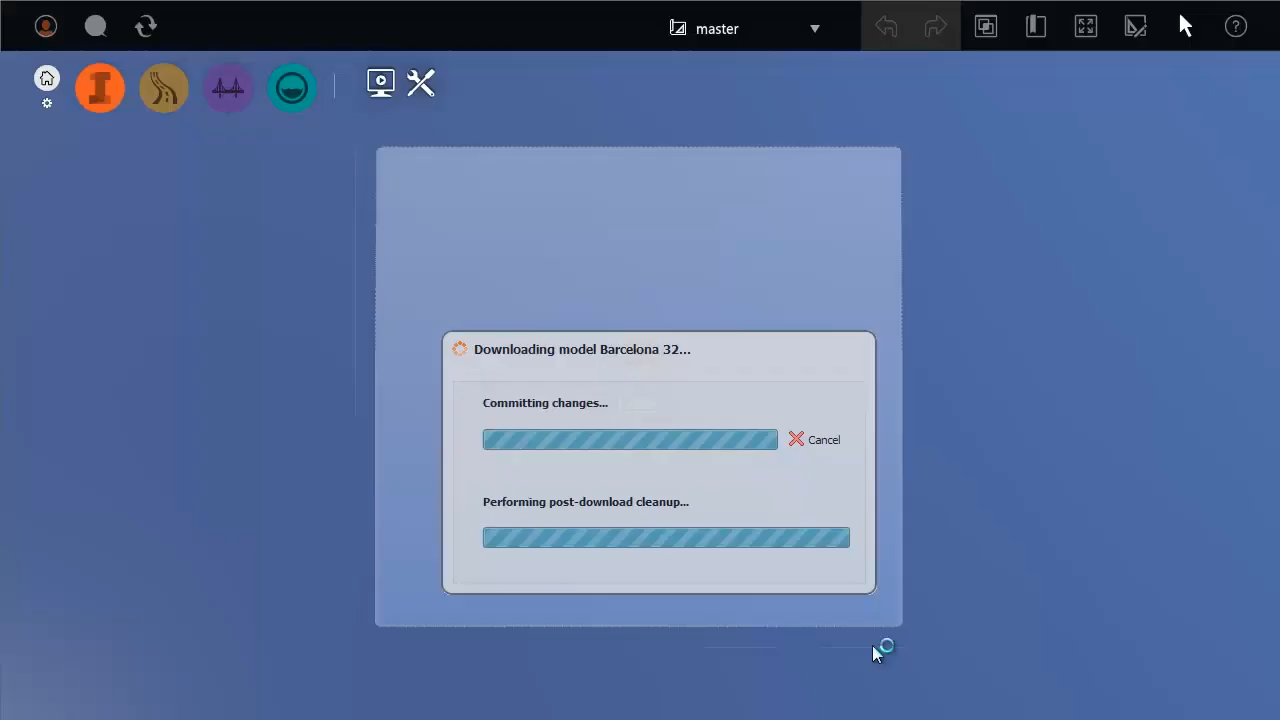 master
Downloading model Barcelona 32...
Committing changes...
Cancel
Performing post-download cleanup...